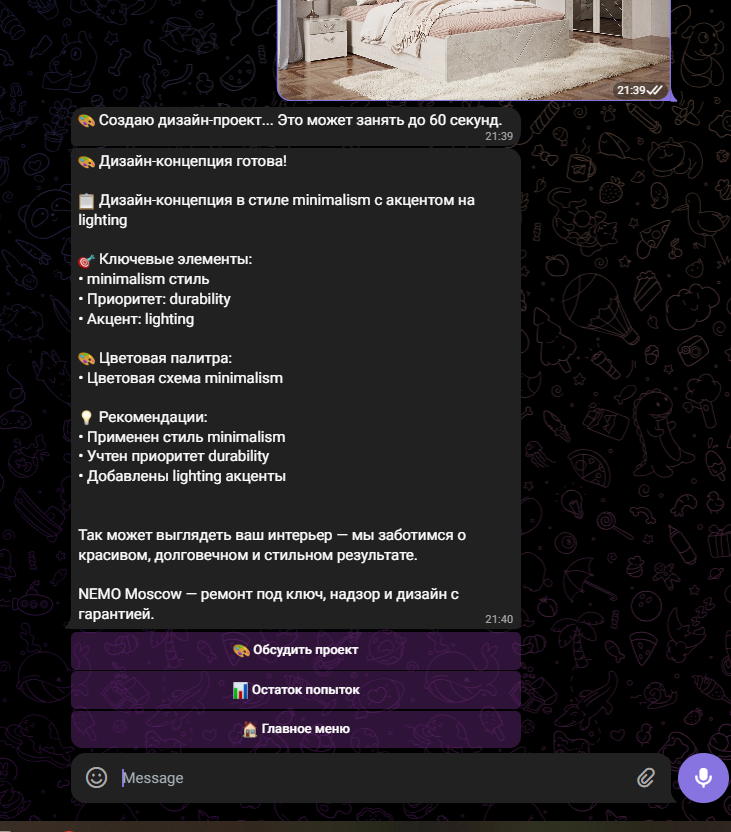 21:39
Создаю дизайн-проект... Это может занять до 60 секунд.
21:39
Дизайн-концепция готова!
Дизайн-концепция в стиле minimalism с акцентом на
lighting
Ключевые элементы:
• minimalism стиль
• Приоритет: durability
• Акцент: lighting
Цветовая палитра:
• Цветовая схема minimalism
Рекомендации:
• Применен стиль minimalism
• Учтен приоритет durability
• Добавлены lighting акценты
Так может выглядеть ваш интерьер — мы заботимся о
красивом, долговечном и стильном результате.
NEMO Moscow — ремонт под ключ, надзор и дизайн с
гарантией.
21:40
Обсудить проект
Остаток попыток
Главное меню
Message